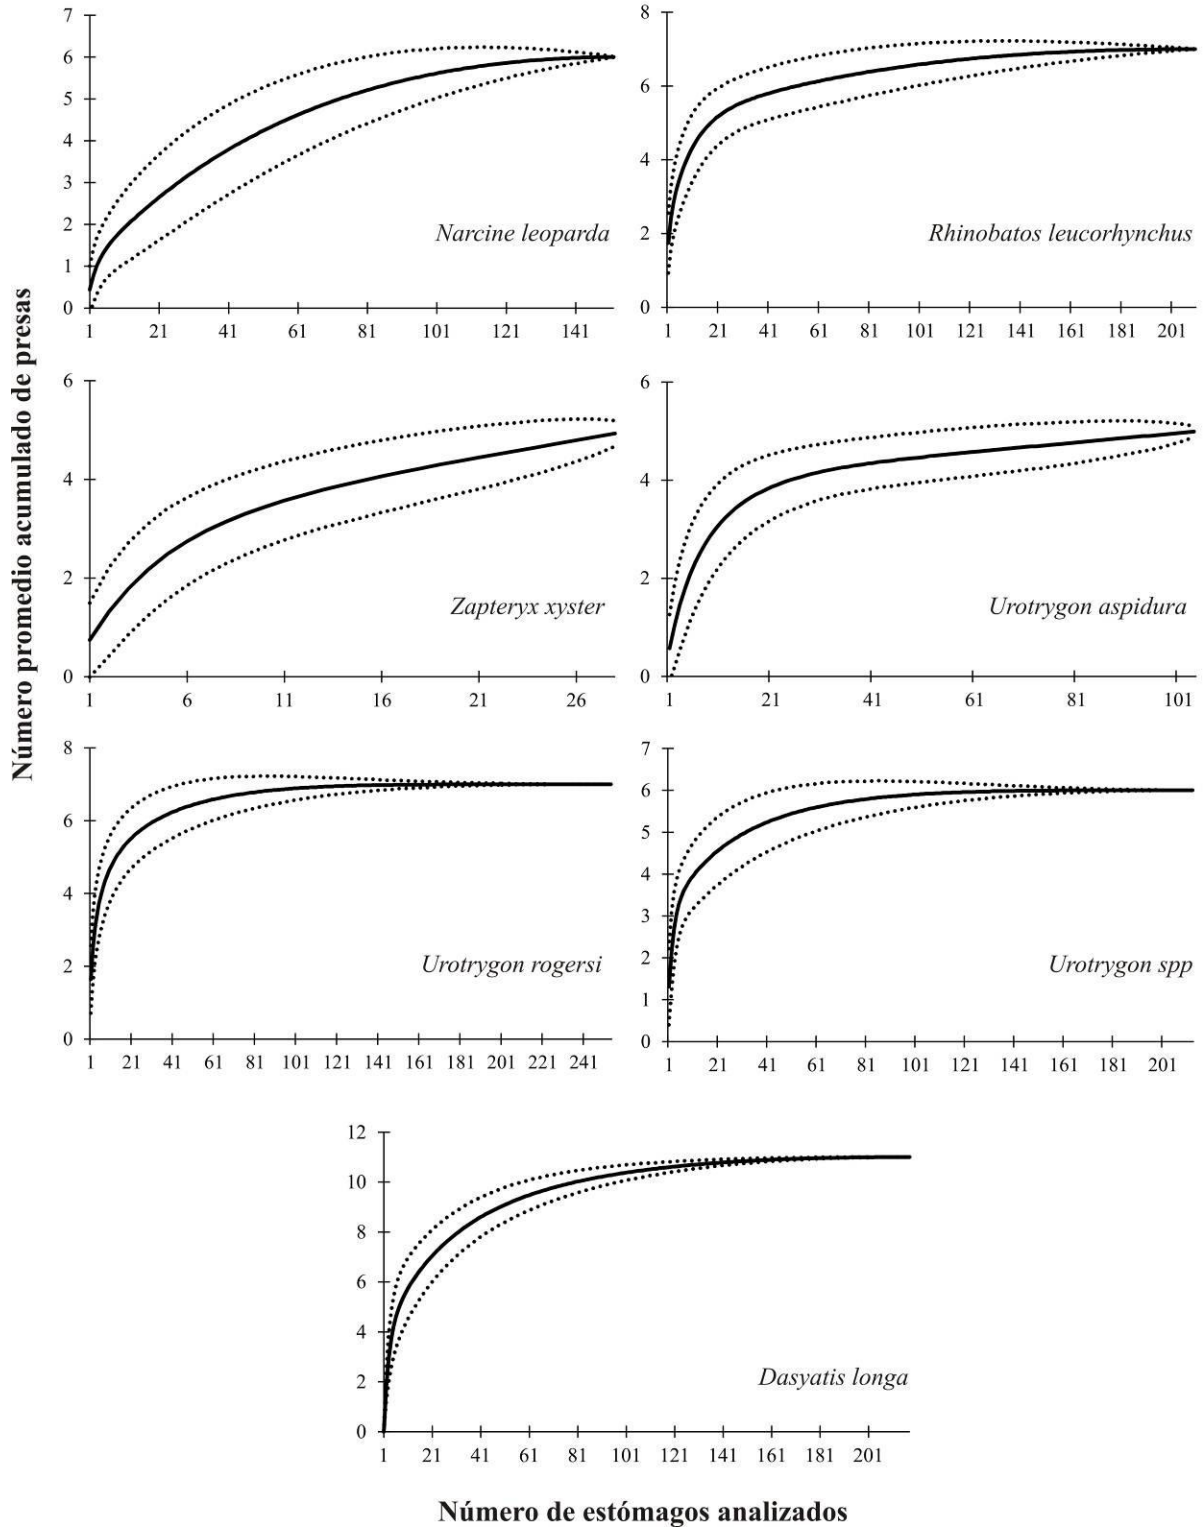 Número promedio acumulado de presas
7
6
5
4
3
2
1
0
1 21 41 61 81 101 121 141
Narcine leoparda
8
6
4
2
0
1 21 41 61 81 101 121 141 161 181 201
Rhinobatos leucorhynchus
6
4
2
0
1 6 11 16 21 26
Zapteryx xyster
6
5
4
3
2
1
0
1 21 41 61 81 101
Urotrygon aspidura
8
6
4
2
0
1 21 41 61 81 101 121 141 161 181 201 221 241
Urotrygon rogersi
7
6
5
4
3
2
1
0
1 21 41 61 81 101 121 141 161 181 201
Urotrygon spp
12
10
8
6
4
2
0
1 21 41 61 81 101 121 141 161 181 201
Dasyatis longa
Número de estómagos analizados